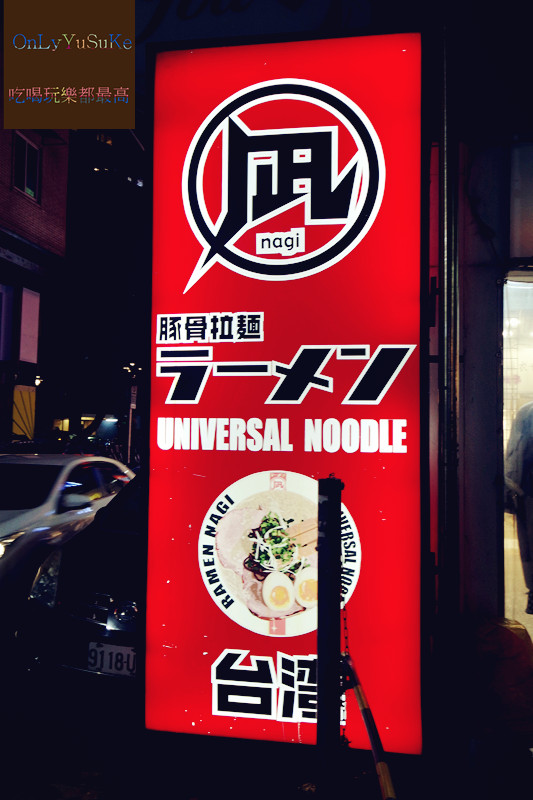 OnLyYuSuKe
吃喝玩樂都最高
凪
nagi
豚骨拉麵
ラーメン
UNIVERSAL NOODLE
RAMEN NAGI
台灣
9118-U